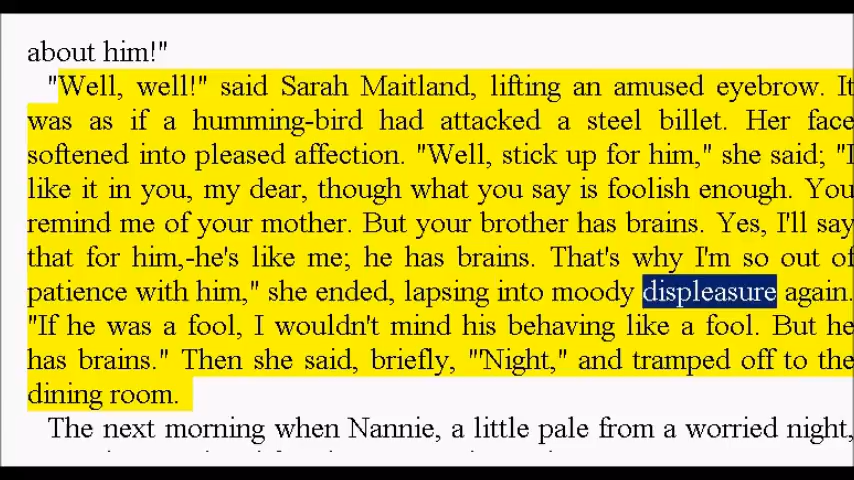 about him!"
"Well, well!" said Sarah Maitland, lifting an amused eyebrow. It
was as if a humming-bird had attacked a steel billet. Her face
softened into pleased affection. "Well, stick up for him," she said; "I
like it in you, my dear, though what you say is foolish enough. You
remind me of your mother. But your brother has brains. Yes, I'll say
that for him,-he's like me; he has brains. That's why I'm so out of
patience with him," she ended, lapsing into moody displeasure again.
"If he was a fool, I wouldn't mind his behaving like a fool. But he
has brains." Then she said, briefly, "'Night," and tramped off to the
dining room.
The next morning when Nannie, a little pale from a worried night,